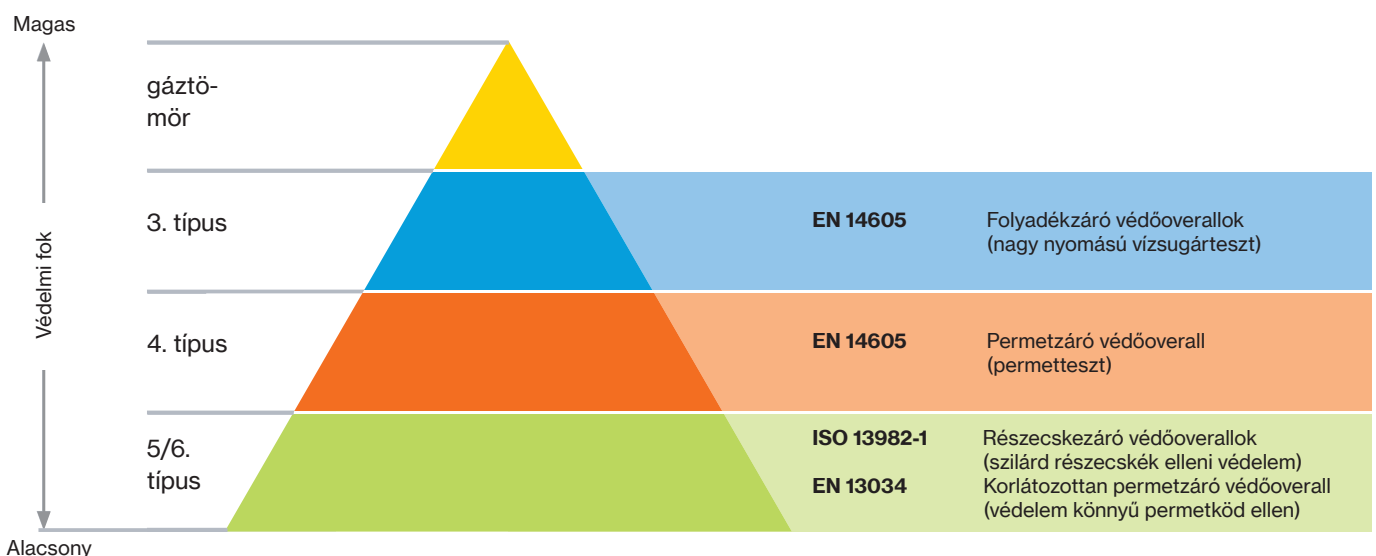 Magas
gáztö-
mör
3. típus
EN 14605
Folyadékzáró védőoverallok
(nagy nyomású vízsugárteszt)
Védelmi fok
4. típus
EN 14605
Permetzáró védőoverall
(permetteszt)
5/6.
típus
ISO 13982-1
Részecskezáró védőoverallok
(szilárd részecskék elleni védelem)
EN 13034
Korlátozottan permetzáró védőoverall
(védelem könnyű permetköd ellen)
Alacsony